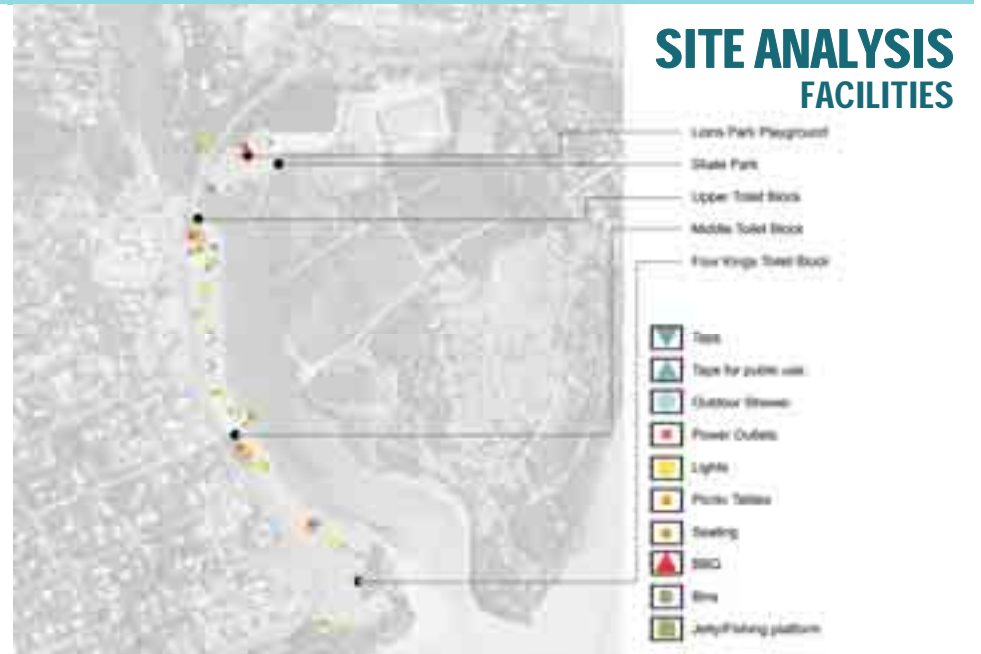 SITE ANALYSIS
FACILITIES
Lions Park Playground
Skate Park
Upper Toilet Block
Middle Toilet Block
Four Kings Toilet Block
Taps
Taps for public use
Outdoor Shower
Power Outlets
Lights
Picnic Tables
Seating
BBQ
Bins
Jetty/Fishing platform